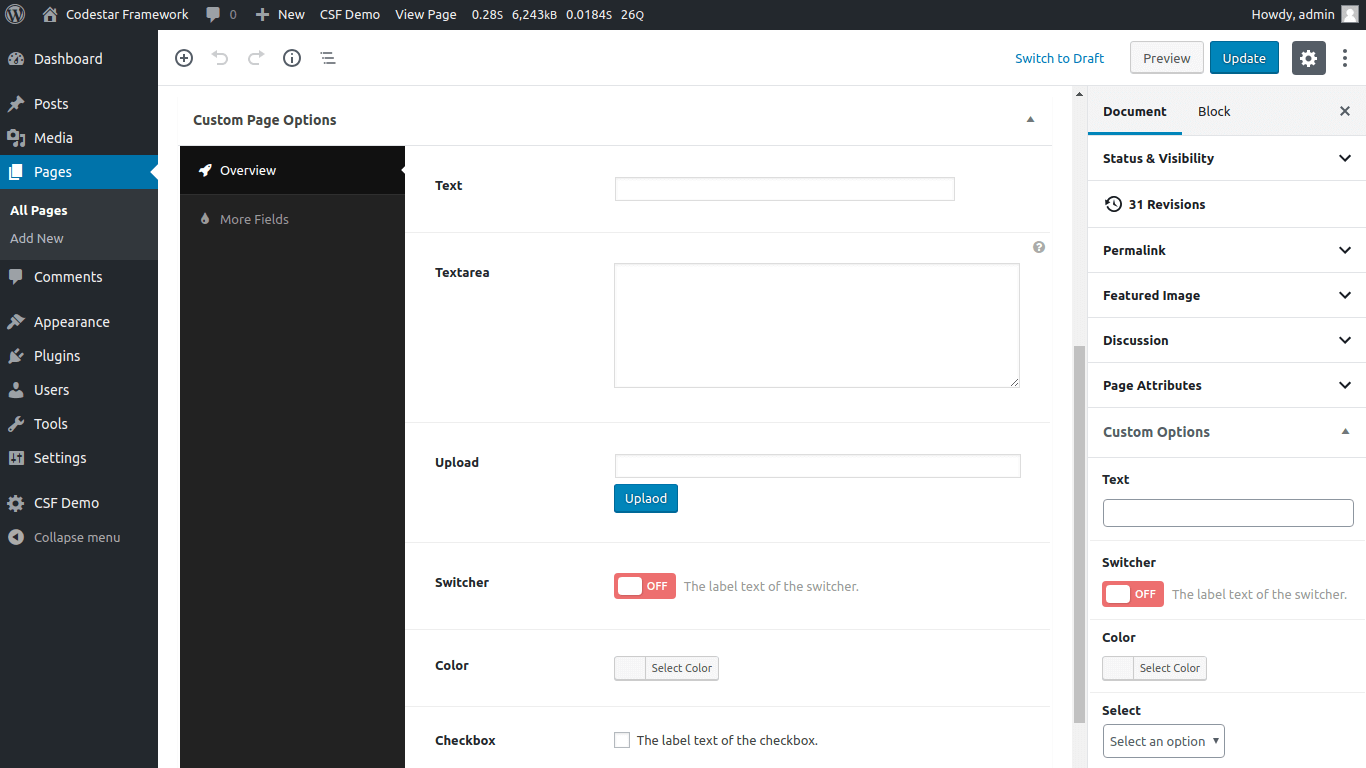 Codestar Framework 0 New CSF Demo View Page 0.28S 6,243KB 0.0184S 26Q Howdy, admin
Dashboard
Posts
Media
Pages
All Pages
Add New
Comments
Appearance
Plugins
Users
Tools
Settings
CSF Demo
Collapse menu
Switch to Draft Preview Update
Custom Page Options
Overview
More Fields
Text
Textarea
Upload
Uplaod
Switcher
OFF The label text of the switcher.
Color
Select Color
Checkbox
The label text of the checkbox.
Document Block
Status & Visibility
31 Revisions
Permalink
Featured Image
Discussion
Page Attributes
Custom Options
Text
Switcher
OFF The label text of the switcher.
Color
Select Color
Select
Select an option